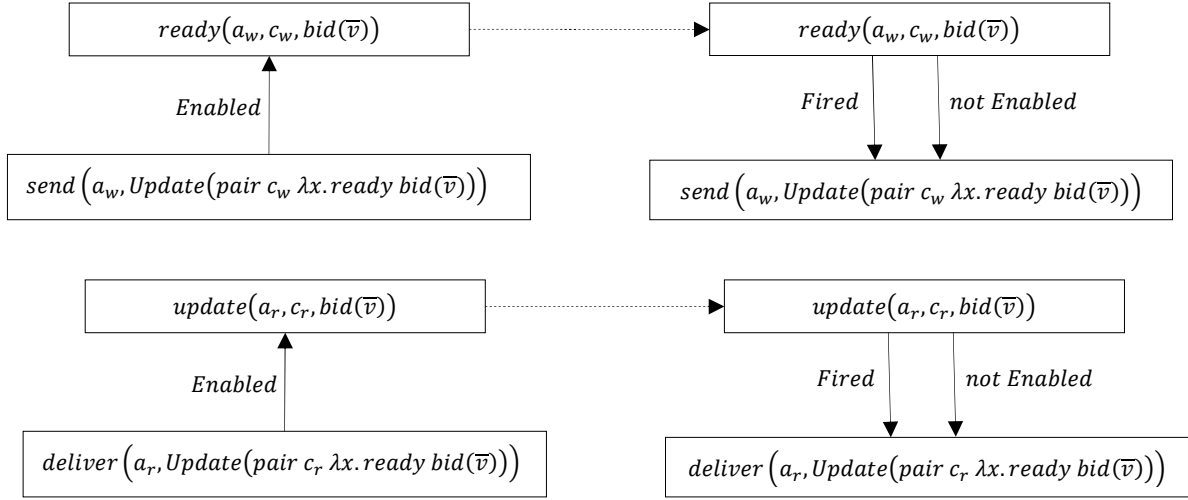 ready(a_w, c_w, bid(v̅)) ready(a_w, c_w, bid(v̅))
Enabled Fired not Enabled
send (a_w, Update(pair c_w λx. ready bid(v̅))) send (a_w, Update(pair c_w λx. ready bid(v̅)))
update(a_r, c_r, bid(v̅)) update(a_r, c_r, bid(v̅))
Enabled Fired not Enabled
deliver (a_r, Update(pair c_r λx. ready bid(v̅))) deliver (a_r, Update(pair c_r λx. ready bid(v̅)))